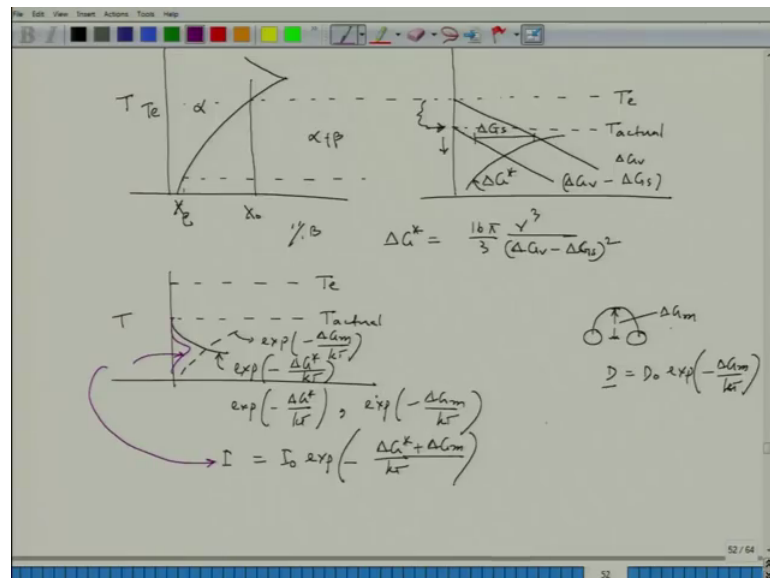 File Edit View Insert Actions Tools Help
B I
T Te α
α+β
Xe X0
% B
Te
Tactual
ΔGs
ΔGv
ΔG* (ΔGv - ΔGs)
ΔG* = 16π/3 γ^3/(ΔGv - ΔGs)^2
Te
T Tactual
exp(-ΔGm/kT)
exp(-ΔG*/kT)
exp(-ΔG*/kT), exp(-ΔGm/kT)
I = I0 exp(-(ΔG* + ΔGm)/kT)
ΔGm
D = D0 exp(-ΔGm/kT)
52 / 64
52